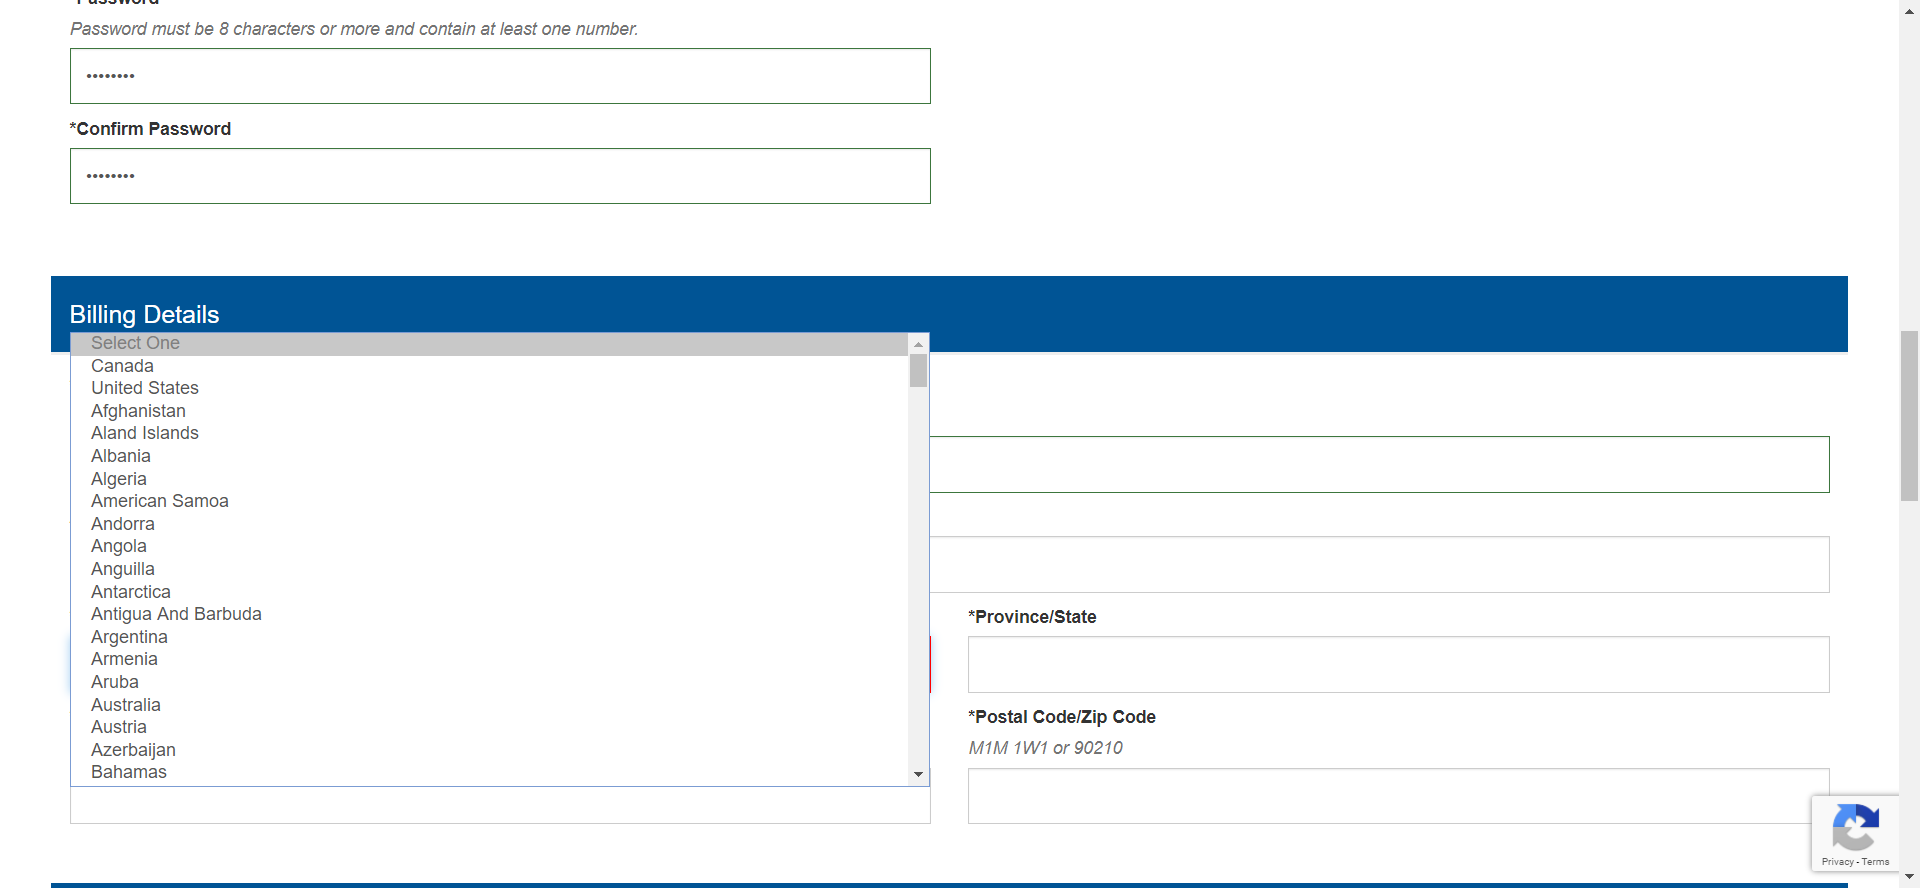 *Password
Password must be 8 characters or more and contain at least one number.
••••••••
*Confirm Password
••••••••
Billing Details
Select One
Canada
United States
Afghanistan
Aland Islands
Albania
Algeria
American Samoa
Andorra
Angola
Anguilla
Antarctica
Antigua And Barbuda
Argentina
Armenia
Aruba
Australia
Austria
Azerbaijan
Bahamas
*Province/State
*Postal Code/Zip Code
M1M 1W1 or 90210
Privacy - Terms